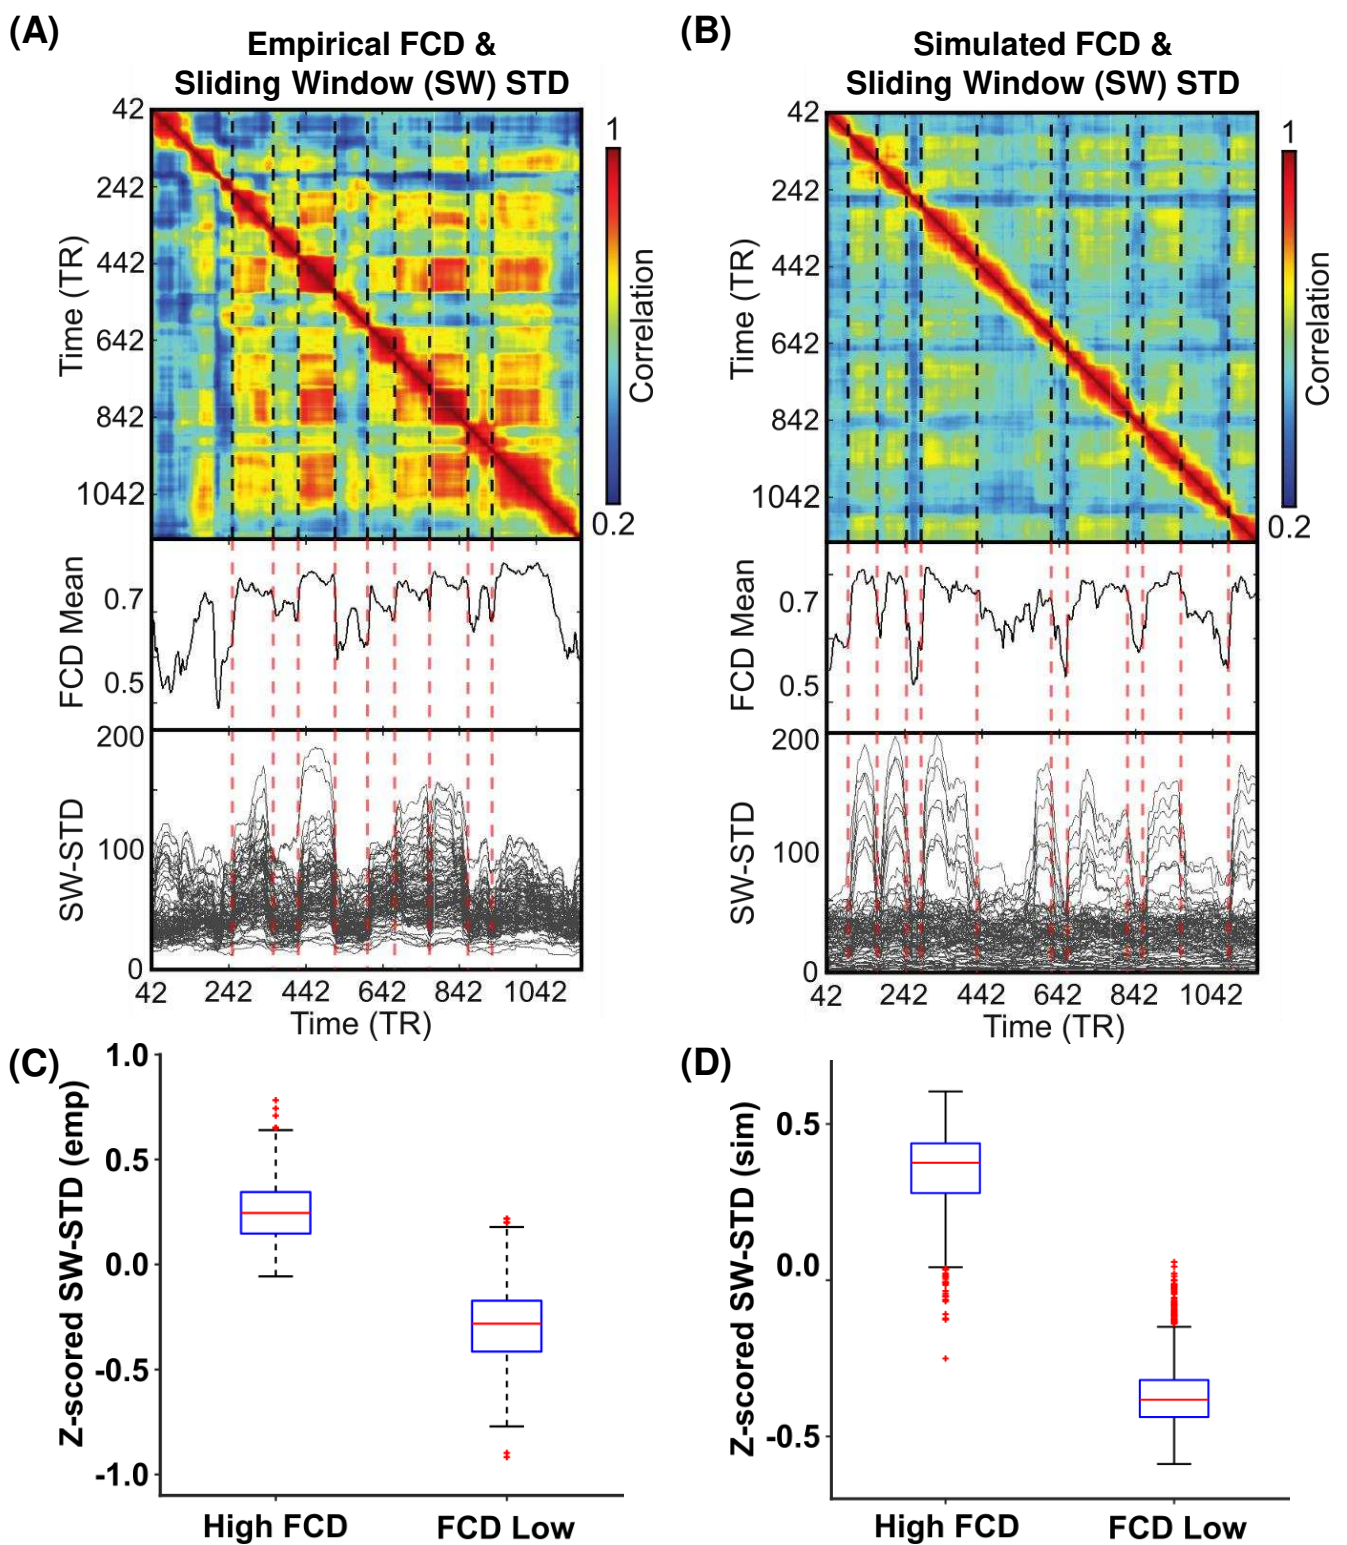 (A)
Empirical FCD &
Sliding Window (SW) STD
42
242
442
642
842
1042
Time (TR)
1
Correlation
0.2
FCD Mean
0.7
0.5
SW-STD
200
100
0
42 242 442 642 842 1042
Time (TR)
(B)
Simulated FCD &
Sliding Window (SW) STD
42
242
442
642
842
1042
Time (TR)
1
Correlation
0.2
FCD Mean
0.7
0.5
SW-STD
200
100
0
42 242 442 642 842 1042
Time (TR)
(C)
Z-scored SW-STD (emp)
1.0
0.5
0.0
-0.5
-1.0
High FCD FCD Low
(D)
Z-scored SW-STD (sim)
0.5
0.0
-0.5
High FCD FCD Low